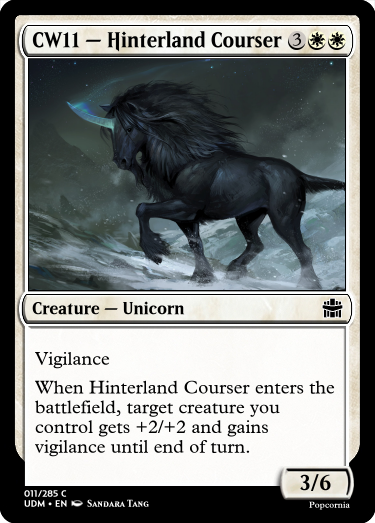 CW11 — Hinterland Courser 3
Creature — Unicorn
Vigilance
When Hinterland Courser enters the
battlefield, target creature you
control gets +2/+2 and gains
vigilance until end of turn.
3/6
011/285 C
UDM • EN Sandara Tang
Popcornia